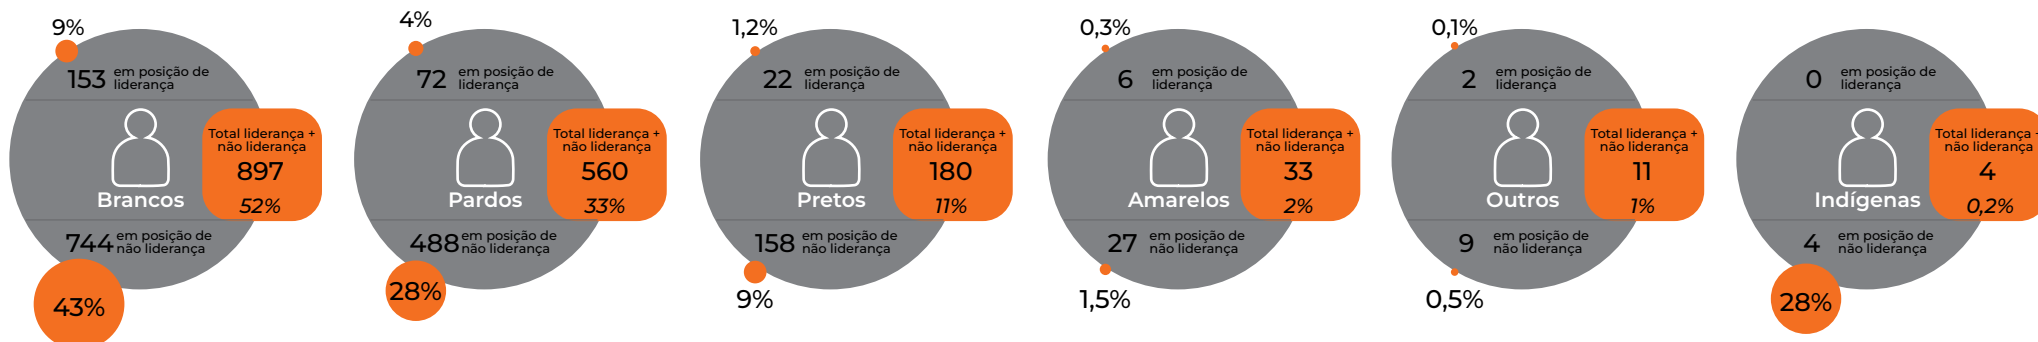 9%
153 em posição de
liderança
Total liderança +
não liderança
897
52%
Brancos
744 em posição de
não liderança
43%
4%
72 em posição de
liderança
Total liderança +
não liderança
560
33%
Pardos
488 em posição de
não liderança
28%
1,2%
22 em posição de
liderança
Total liderança +
não liderança
180
11%
Pretos
158 em posição de
não liderança
9%
0,3%
6 em posição de
liderança
Total liderança +
não liderança
33
2%
Amarelos
27 em posição de
não liderança
1,5%
0,1%
2 em posição de
liderança
Total liderança +
não liderança
11
1%
Outros
9 em posição de
não liderança
0,5%
0 em posição de
liderança
Total liderança +
não liderança
4
0,2%
Indígenas
4 em posição de
não liderança
28%